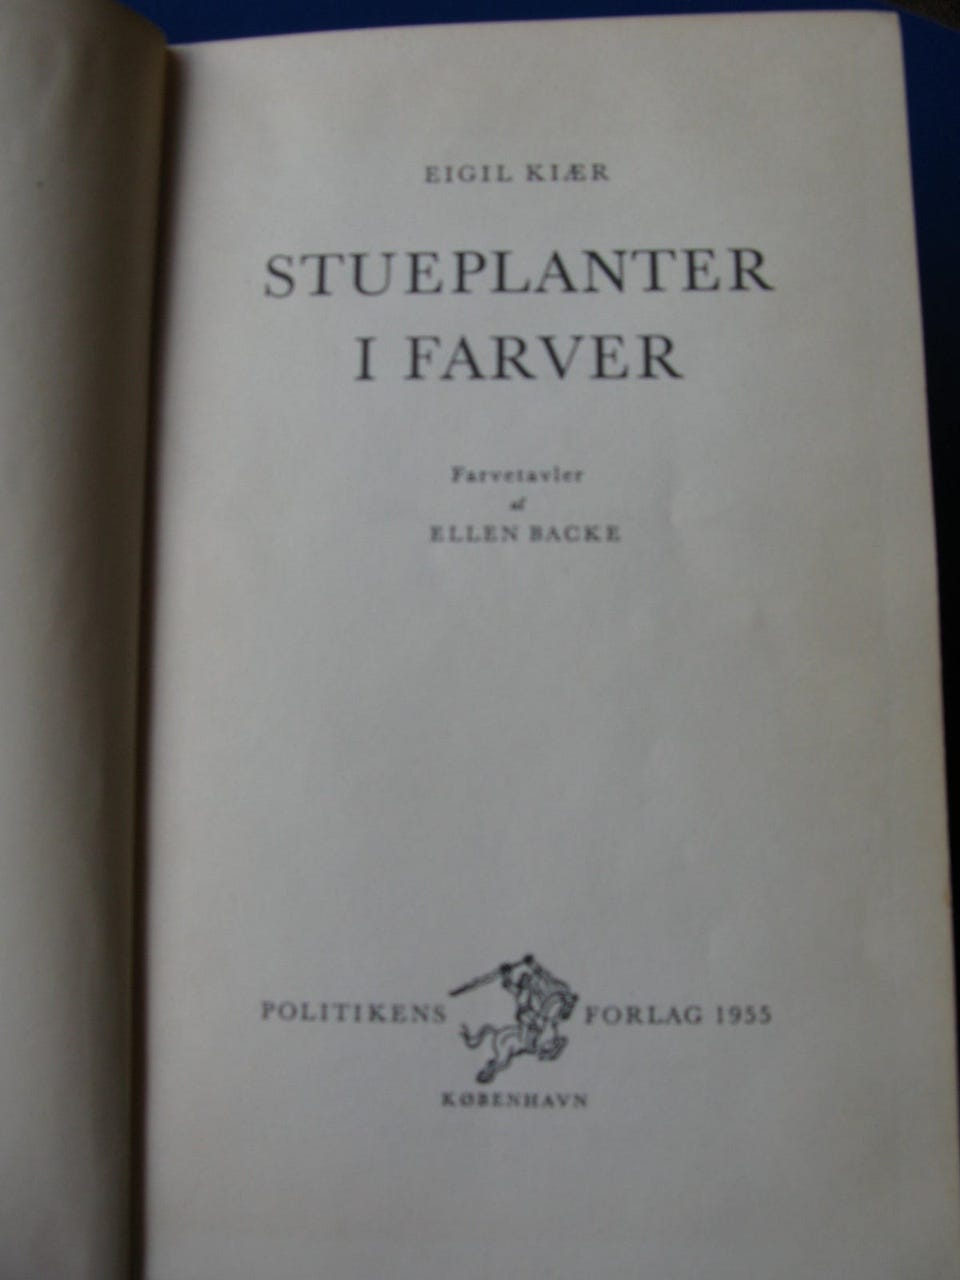 EIGIL KIÆR
STUEPLANTER
I FARVER
Farvetavler
af
ELLEN BACKE
POLITIKENS FORLAG 1955
KØBENHAVN